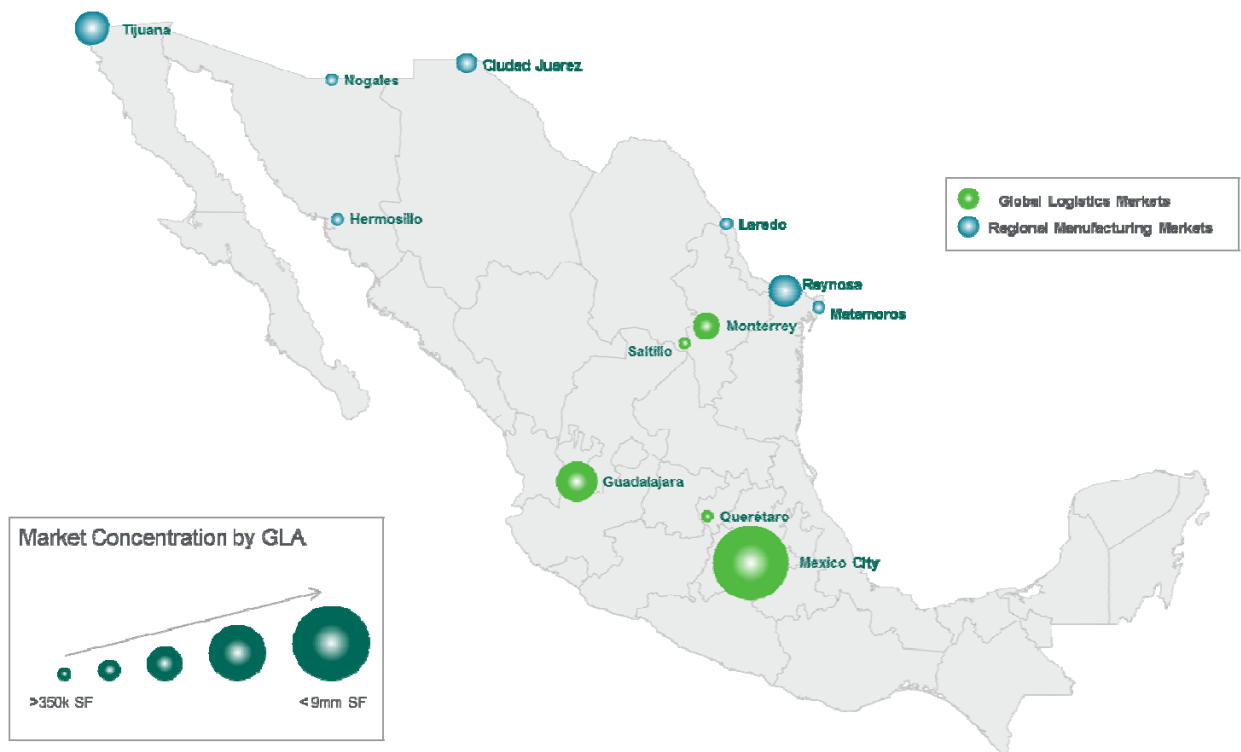 Tijuana
Nogales
Ciudad Juarez
Hermosillo
Laredo
Reynosa
Matamoros
Monterrey
Saltillo
Guadalajara
Querétaro
Mexico City
Global Logistics Markets
Regional Manufacturing Markets
Market Concentration by GLA
>350k SF
<9mm SF